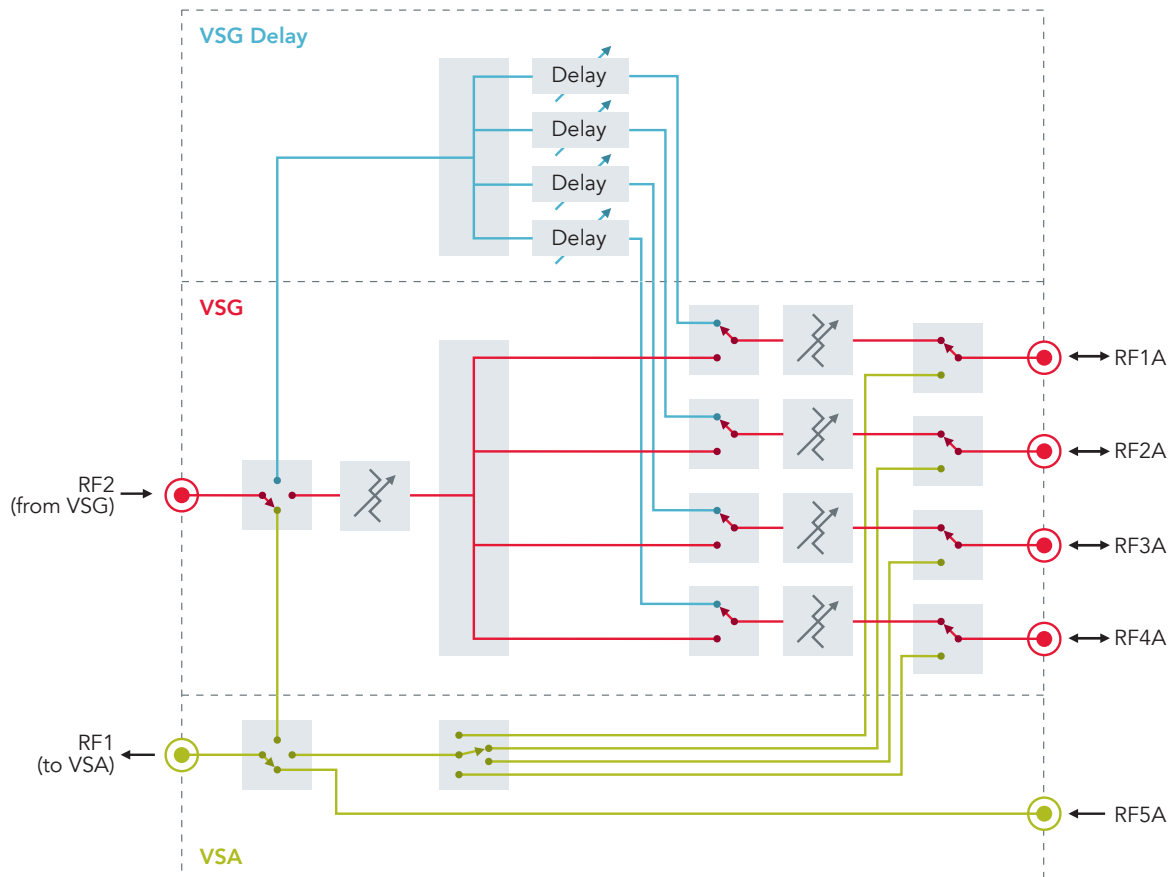 VSG Delay
Delay
Delay
Delay
Delay
VSG
RF1A
RF2A
RF2
(from VSG)
RF3A
RF4A
RF1
(to VSA)
RF5A
VSA